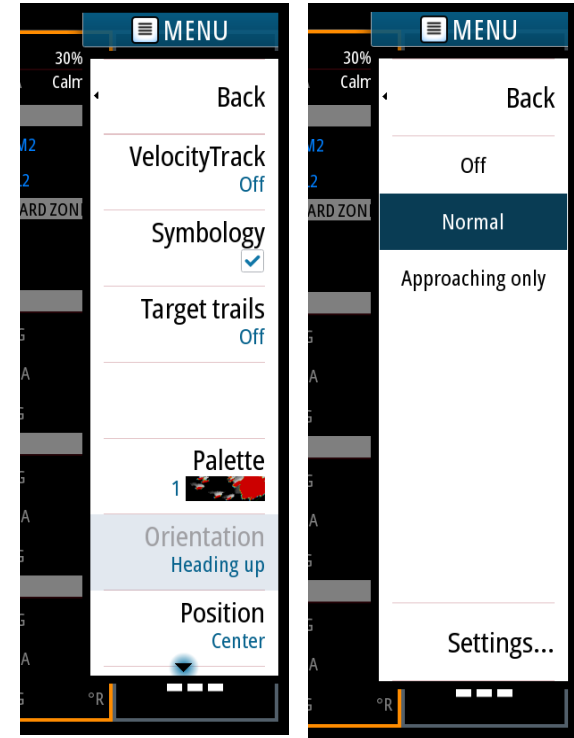 MENU
30%
Calm
Back
VelocityTrack
Off
Symbology
Target trails
Off
Palette
1
Orientation
Heading up
Position
Center
M2
.2
ARD ZON
G
A
G
G
A
G
G
A
G
°R
MENU
30%
Calm
Back
Off
Normal
Approaching only
Settings...
M2
.2
ARD ZON
G
A
G
G
A
G
G
A
G
°R